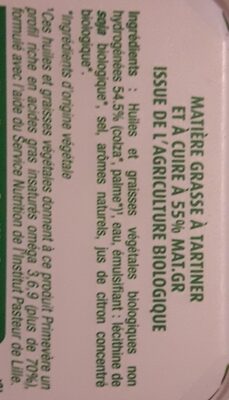 MATIÈRE GRASSE À TARTINER
ET À CUIRE À 55% MAT.GR
ISSUE DE L'AGRICULTURE BIOLOGIQUE
Ingrédients : Huiles et graisses végétales biologiques non
hydrogénées 54,5% (colza*, palme*)¹, eau, émulsifiant : lécithine de
soja biologique*, sel, arômes naturels, jus de citron concentré
biologique*.
*Ingrédients d'origine végétale
¹Ces huiles et graisses végétales donnent à ce produit Primevère un
profil riche en acides gras insaturés oméga 3,6,9 (plus de 70%),
formulé avec l'aide du Service Nutrition de l'Institut Pasteur de Lille.